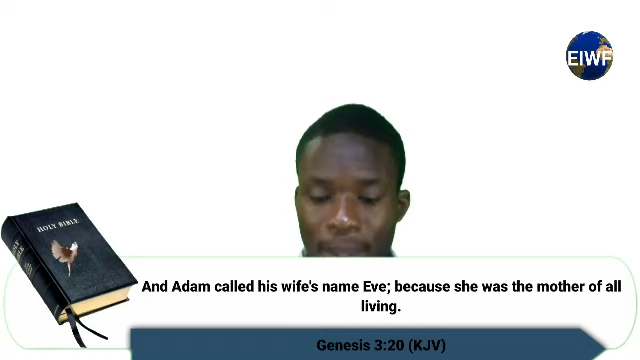 EIWF
HOLY BIBLE
And Adam called his wife's name Eve; because she was the mother of all
living.
Genesis 3:20 (KJV)